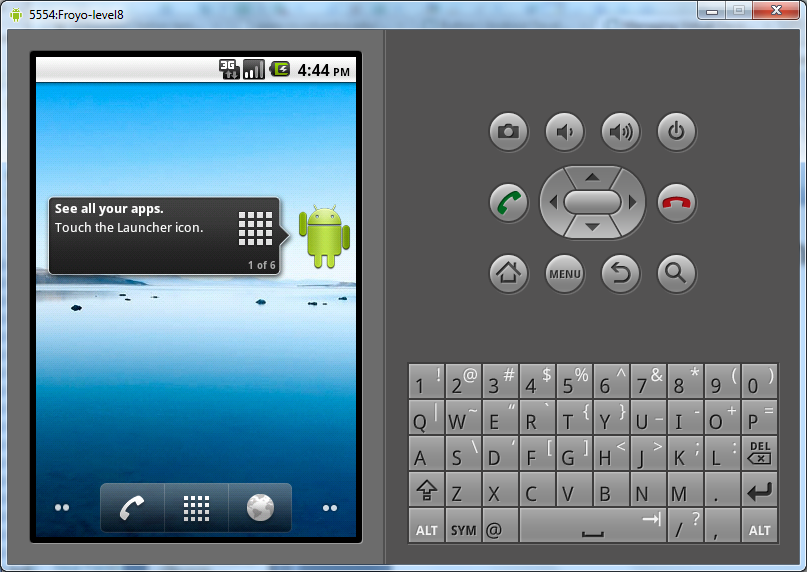 5554:Froyo-level8
3G
4:44 PM
See all your apps.
Touch the Launcher icon.
1 of 6
MENU
1 ! 2 @ 3 # 4 $ 5 % 6 ^ 7 & 8 * 9 ( 0 )
Q | W ~ E “ R ` T { Y } U _ I - O + P =
A S \ D ‘ F [ G ] H < J > K ; L : DEL
Z X C V B N M .
ALT SYM @ / ? , ALT